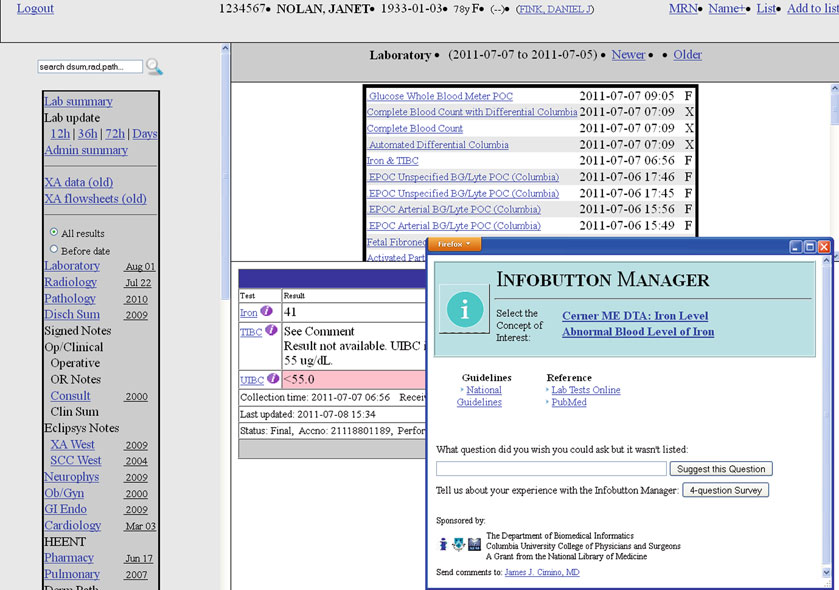 Logout
1234567• NOLAN, JANET• 1933-01-03• 78y F• (--)• (FINK, DANIEL J)
MRN• Name+• List• Add to list
Laboratory • (2011-07-07 to 2011-07-05) • Newer • • Older
search dsum,rad,path...
Lab summary
Lab update
12h | 36h | 72h | Days
Admin summary
XA data (old)
XA flowsheets (old)
All results
Before date
Laboratory Aug 01
Radiology Jul 22
Pathology 2010
Disch Sum 2009
Signed Notes
Op/Clinical
Operative
OR Notes
Consult 2000
Clin Sum
Eclipsys Notes
XA West 2009
SCC West 2004
Neurophys 2009
Ob/Gyn 2000
GI Endo 2009
Cardiology Mar 03
HEENT
Pharmacy Jun 17
Pulmonary 2007
Derm Path
Glucose Whole Blood Meter POC 2011-07-07 09:05 F
Complete Blood Count with Differential Columbia 2011-07-07 07:09 X
Complete Blood Count 2011-07-07 07:09 X
Automated Differential Columbia 2011-07-07 07:09 X
Iron & TIBC 2011-07-07 06:56 F
EPOC Unspecified BG/Lyte POC (Columbia) 2011-07-06 17:46 F
EPOC Unspecified BG/Lyte POC (Columbia) 2011-07-06 17:45 F
EPOC Arterial BG/Lyte POC (Columbia) 2011-07-06 15:56 F
EPOC Arterial BG/Lyte POC (Columbia) 2011-07-06 15:49 F
Fetal Fibrone
Activated Part
Test Result
Iron i 41
TIBC i See Comment
Result not available. UIBC
55 ug/dL.
UIBC i <55.0
Collection time: 2011-07-07 06:56 Recei
Last updated: 2011-07-08 15:34
Status: Final, Accno: 21118801189, Perfor
Firefox
INFOBUTTON MANAGER
i
Select the
Concept of
Interest:
Cerner ME DTA: Iron Level
Abnormal Blood Level of Iron
Guidelines
National
Guidelines
Reference
Lab Tests Online
PubMed
What question did you wish you could ask but it wasn't listed:
Suggest this Question
Tell us about your experience with the Infobutton Manager: 4-question Survey
Sponsored by:
The Department of Biomedical Informatics
Columbia University College of Physicians and Surgeons
A Grant from the National Library of Medicine
Send comments to: James J. Cimino, MD